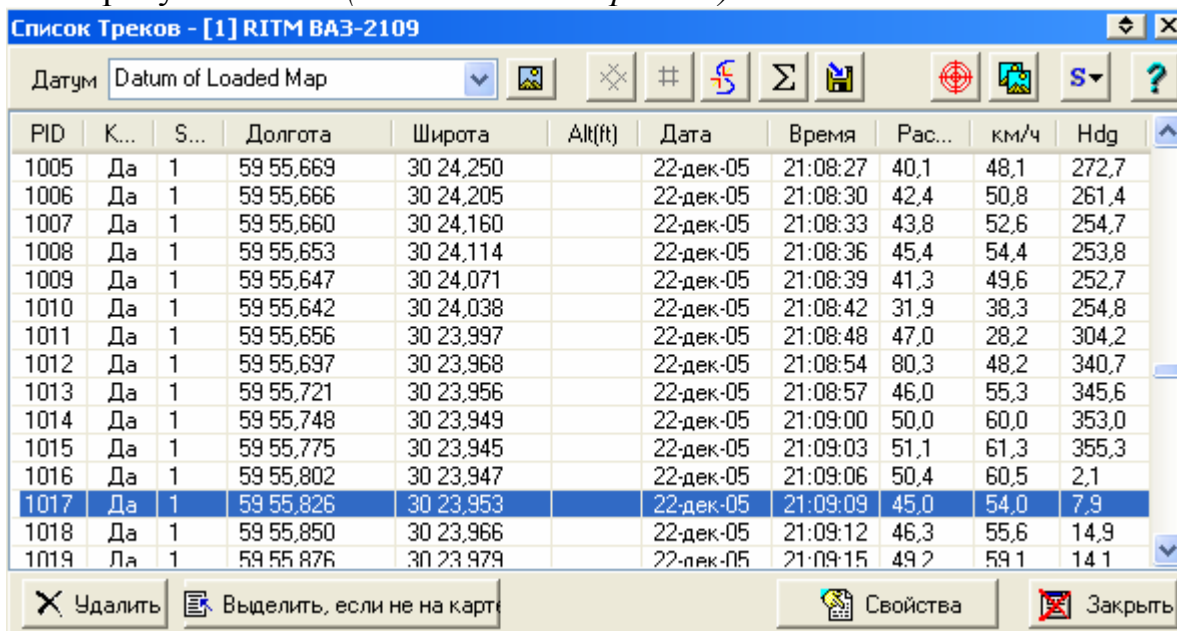 Список Треков - [1] RITM ВАЗ-2109
Датум Datum of Loaded Map Σ S ?
PID К... S... Долгота Широта Alt(ft) Дата Время Рас... км/ч Hdg
1005 Да 1 59 55,669 30 24,250 22-дек-05 21:08:27 40,1 48,1 272,7
1006 Да 1 59 55,666 30 24,205 22-дек-05 21:08:30 42,4 50,8 261,4
1007 Да 1 59 55,660 30 24,160 22-дек-05 21:08:33 43,8 52,6 254,7
1008 Да 1 59 55,653 30 24,114 22-дек-05 21:08:36 45,4 54,4 253,8
1009 Да 1 59 55,647 30 24,071 22-дек-05 21:08:39 41,3 49,6 252,7
1010 Да 1 59 55,642 30 24,038 22-дек-05 21:08:42 31,9 38,3 254,8
1011 Да 1 59 55,656 30 23,997 22-дек-05 21:08:48 47,0 28,2 304,2
1012 Да 1 59 55,697 30 23,968 22-дек-05 21:08:54 80,3 48,2 340,7
1013 Да 1 59 55,721 30 23,956 22-дек-05 21:08:57 46,0 55,3 345,6
1014 Да 1 59 55,748 30 23,949 22-дек-05 21:09:00 50,0 60,0 353,0
1015 Да 1 59 55,775 30 23,945 22-дек-05 21:09:03 51,1 61,3 355,3
1016 Да 1 59 55,802 30 23,947 22-дек-05 21:09:06 50,4 60,5 2,1
1017 Да 1 59 55,826 30 23,953 22-дек-05 21:09:09 45,0 54,0 7,9
1018 Да 1 59 55,850 30 23,966 22-дек-05 21:09:12 46,3 55,6 14,9
1019 Да 1 59 55,876 30 23,979 22-дек-05 21:09:15 49,2 59,1 14,1
Удалить Выделить, если не на карте Свойства Закрыть